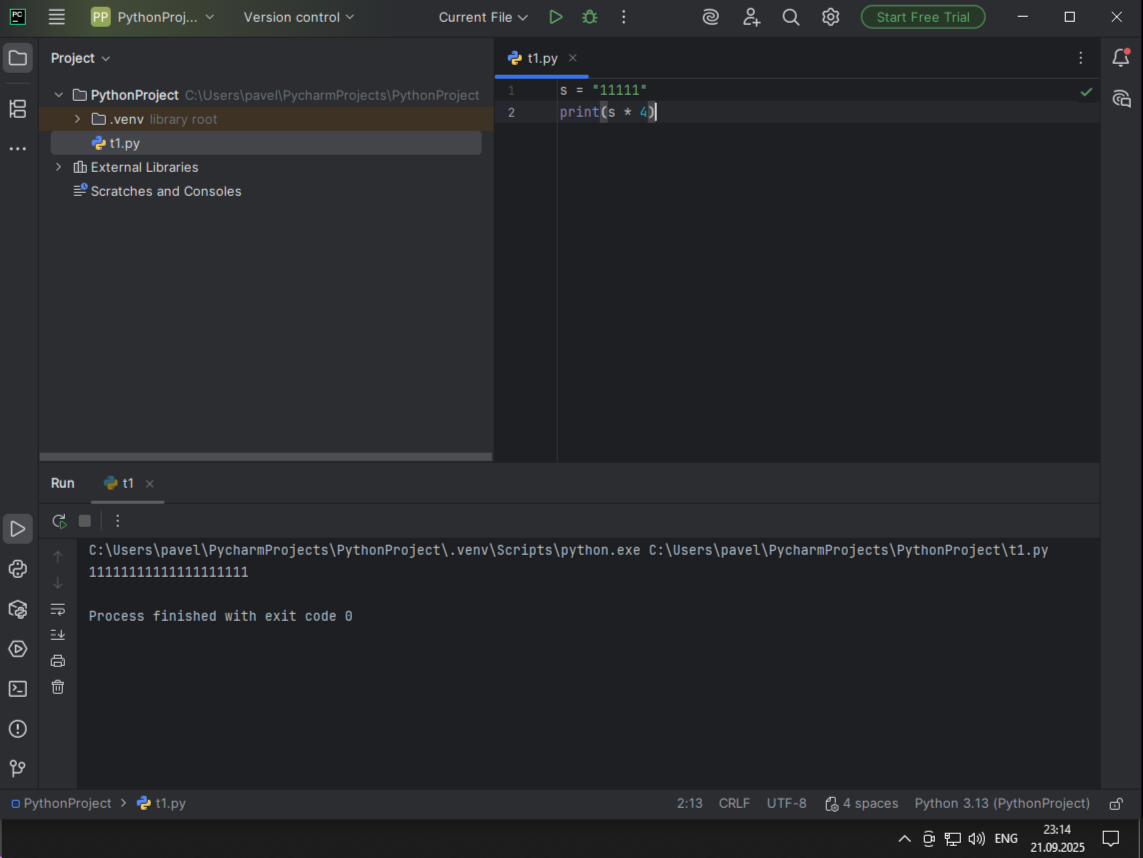 PC
PP PythonProj... Version control Current File Start Free Trial
Project
t1.py
PythonProject C:\Users\pavel\PycharmProjects\PythonProject
.venv library root
t1.py
External Libraries
Scratches and Consoles
1 s = "11111"
2 print(s * 4)
Run t1
C:\Users\pavel\PycharmProjects\PythonProject\.venv\Scripts\python.exe C:\Users\pavel\PycharmProjects\PythonProject\t1.py
11111111111111111111
Process finished with exit code 0
PythonProject > t1.py 2:13 CRLF UTF-8 4 spaces Python 3.13 (PythonProject)
ENG 23:14
21.09.2025